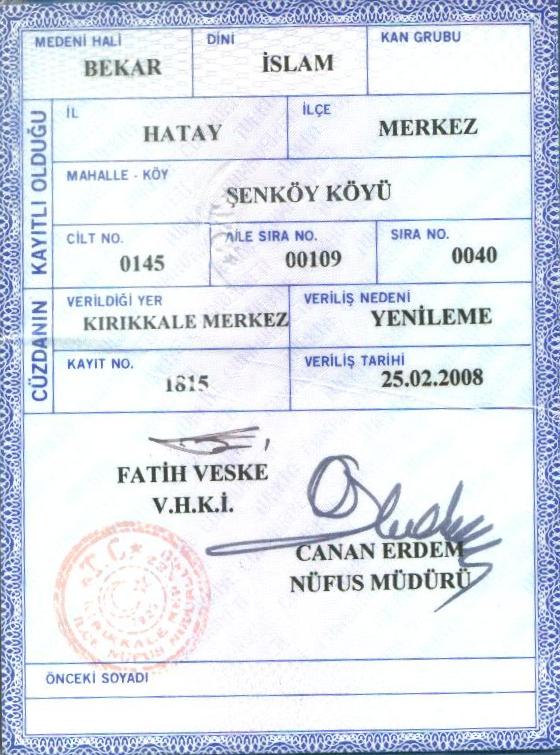 MEDENİ HALİ
BEKAR
DİNİ
İSLAM
KAN GRUBU
KAYITLI OLDUĞU
İL
HATAY
İLÇE
MERKEZ
MAHALLE - KÖY
ŞENKÖY KÖYÜ
CİLT NO.
0145
AİLE SIRA NO.
00109
SIRA NO.
0040
CÜZDANIN
VERİLDİĞİ YER
KIRIKKALE MERKEZ
VERİLİŞ NEDENİ
YENİLEME
KAYIT NO.
1815
VERİLİŞ TARİHİ
25.02.2008
FATİH VESKE
V.H.K.İ.
CANAN ERDEM
NÜFUS MÜDÜRÜ
T.C.
KIRIKKALE
ÖNCEKİ SOYADI